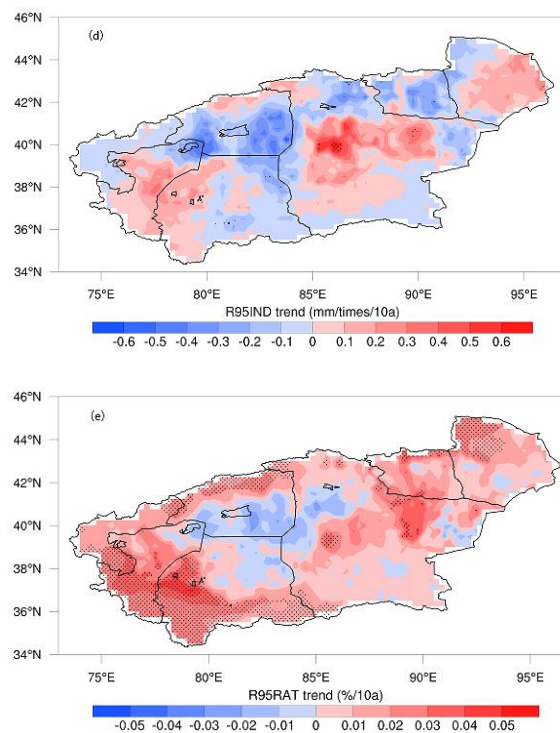 46°N
(d)
44°N
42°N
40°N
38°N
36°N
34°N
75°E 80°E 85°E 90°E 95°E
R95IND trend (mm/times/10a)
-0.6 -0.5 -0.4 -0.3 -0.2 -0.1 0 0.1 0.2 0.3 0.4 0.5 0.6
46°N
(e)
44°N
42°N
40°N
38°N
36°N
34°N
75°E 80°E 85°E 90°E 95°E
R95RAT trend (%/10a)
-0.05 -0.04 -0.03 -0.02 -0.01 0 0.01 0.02 0.03 0.04 0.05